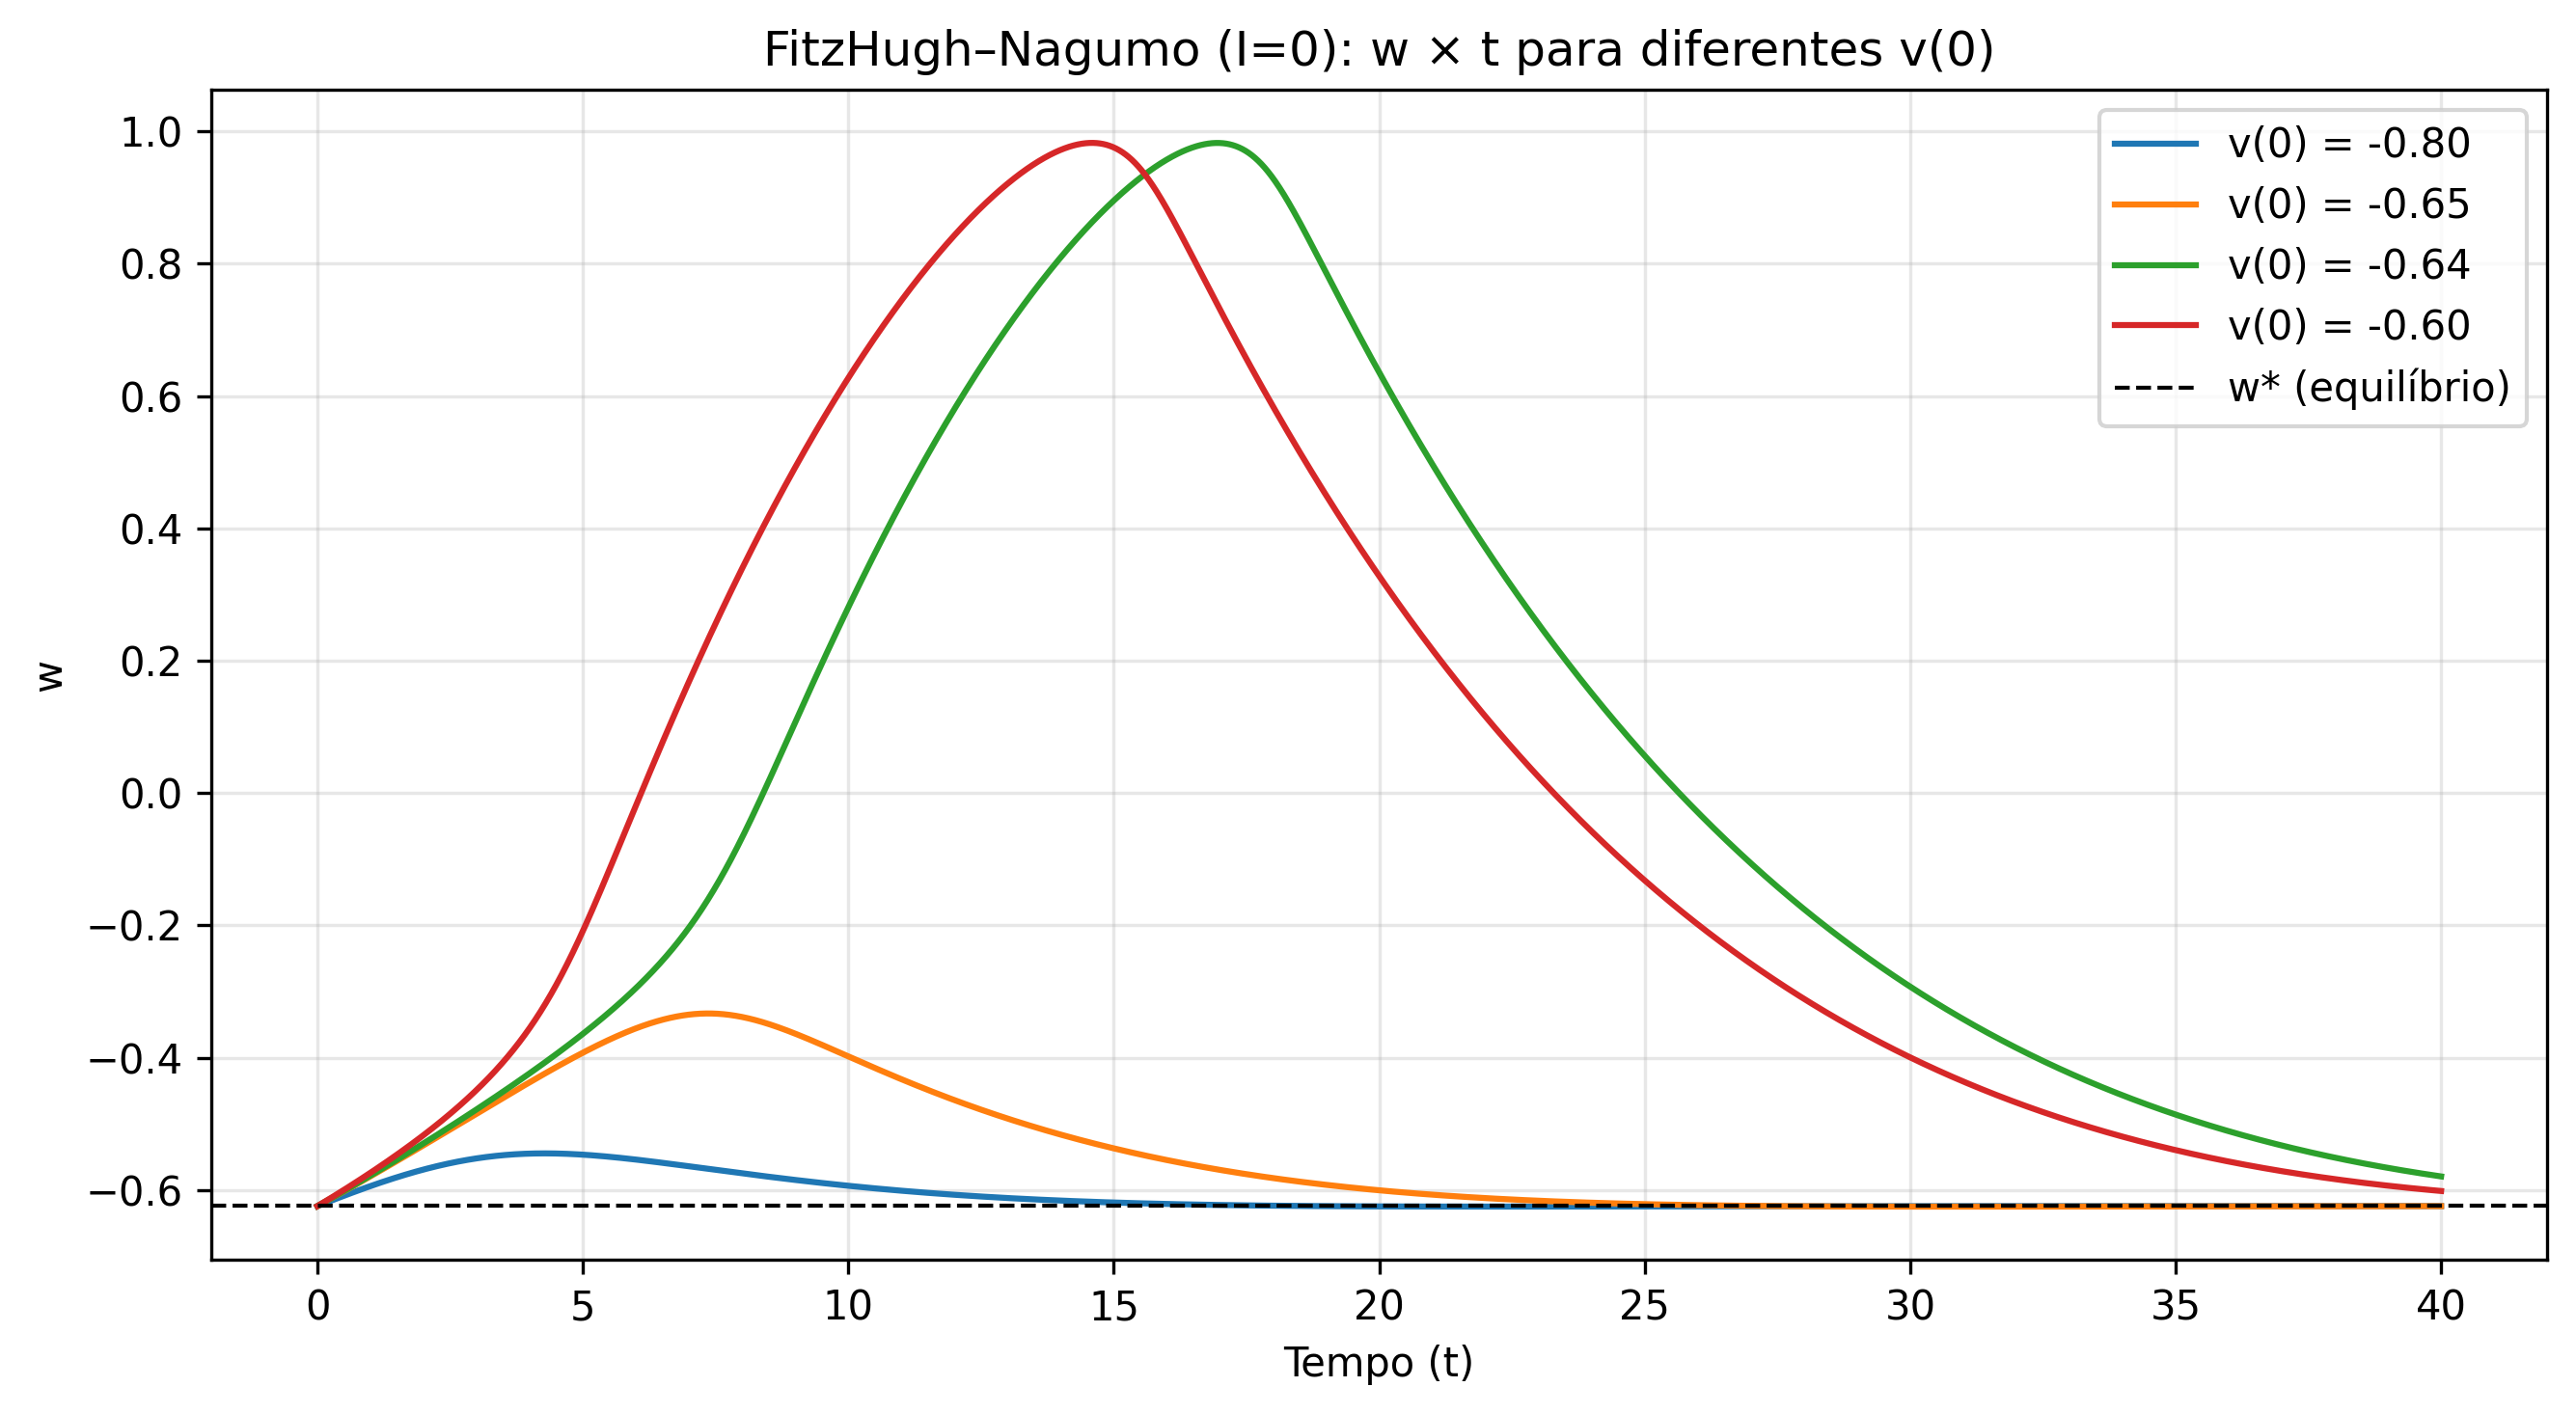 FitzHugh–Nagumo (I=0): w × t para diferentes v(0)
1.0
0.8
0.6
0.4
0.2
0.0
−0.2
−0.4
−0.6
w
v(0) = -0.80
v(0) = -0.65
v(0) = -0.64
v(0) = -0.60
w* (equilíbrio)
0 5 10 15 20 25 30 35 40
Tempo (t)